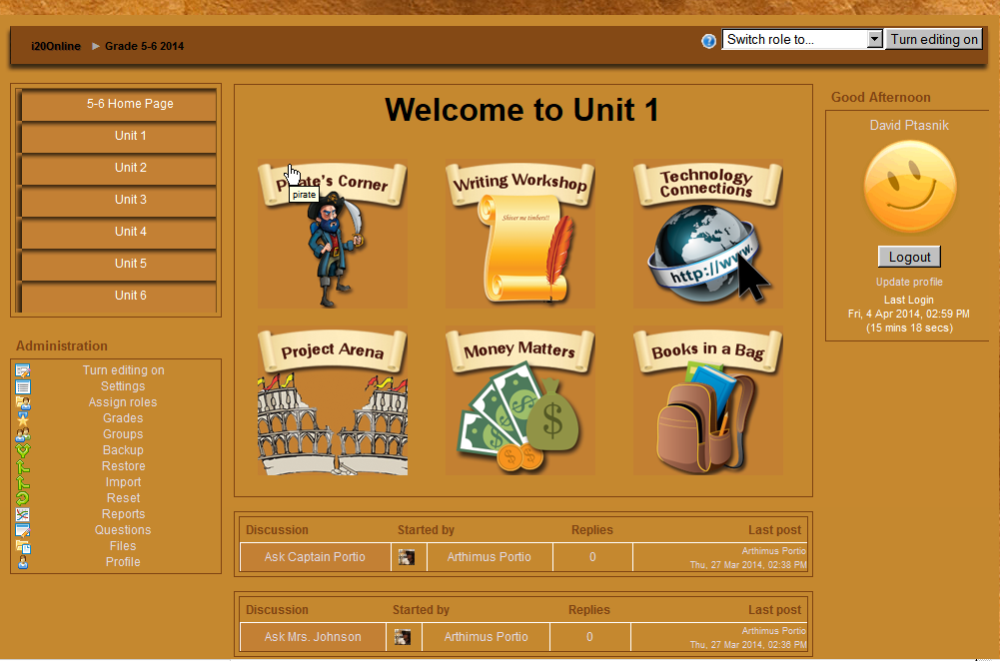 i20Online ► Grade 5-6 2014
Switch role to...
Turn editing on
5-6 Home Page
Unit 1
Unit 2
Unit 3
Unit 4
Unit 5
Unit 6
Administration
Turn editing on
Settings
Assign roles
Grades
Groups
Backup
Restore
Import
Reset
Reports
Questions
Files
Profile
Welcome to Unit 1
Pirate's Corner
pirate
Writing Workshop
Shiver me timbers!!
Technology
Connections
http://www.
Project Arena
Money Matters
Books in a Bag
Discussion Started by Replies Last post
Ask Captain Portio Arthimus Portio 0 Arthimus Portio
Thu, 27 Mar 2014, 02:38 PM
Discussion Started by Replies Last post
Ask Mrs. Johnson Arthimus Portio 0 Arthimus Portio
Thu, 27 Mar 2014, 02:36 PM
Good Afternoon
David Ptasnik
Logout
Update profile
Last Login
Fri, 4 Apr 2014, 02:59 PM
(15 mins 18 secs)